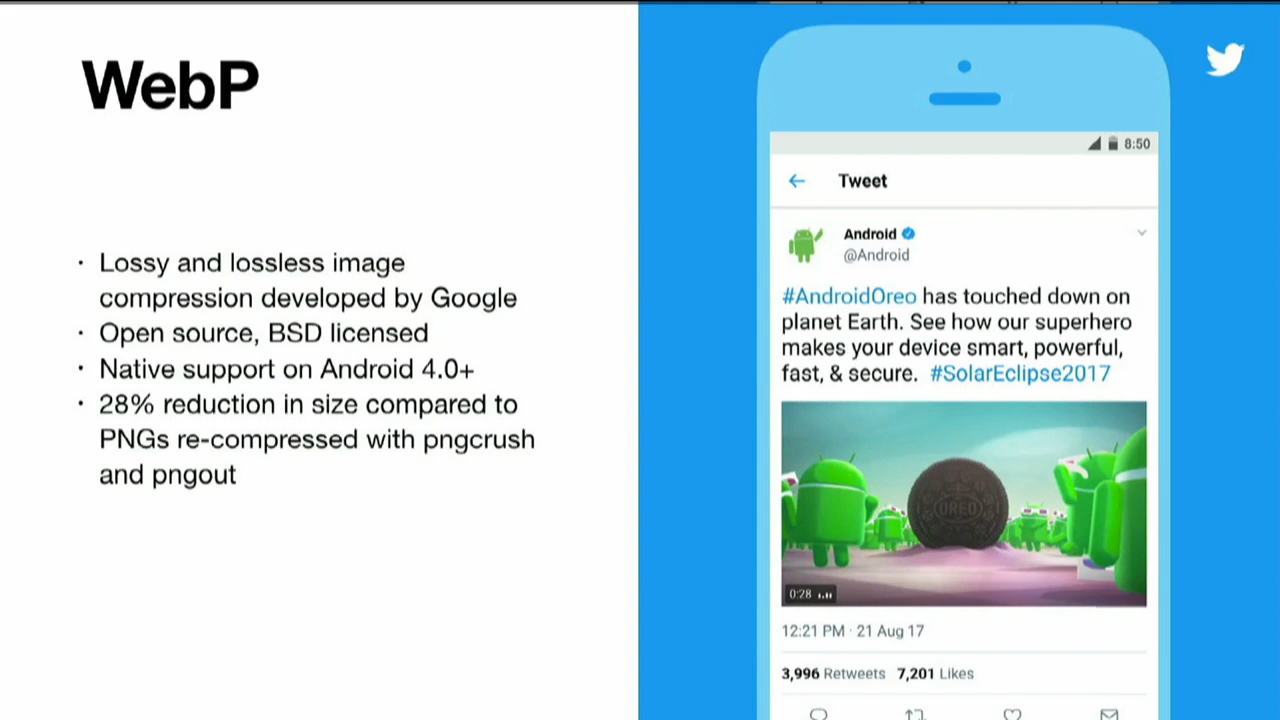 WebP
· Lossy and lossless image
compression developed by Google
· Open source, BSD licensed
· Native support on Android 4.0+
· 28% reduction in size compared to
PNGs re-compressed with pngcrush
and pngout
8:50
Tweet
Android
@Android
#AndroidOreo has touched down on
planet Earth. See how our superhero
makes your device smart, powerful,
fast, & secure. #SolarEclipse2017
OREO
0:28
12:21 PM · 21 Aug 17
3,996 Retweets 7,201 Likes